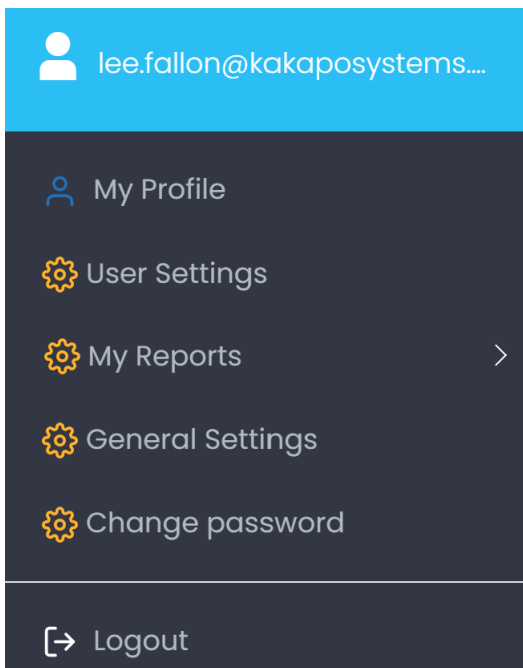 lee.fallon@kakaposystems....
My Profile
User Settings
My Reports
General Settings
Change password
Logout